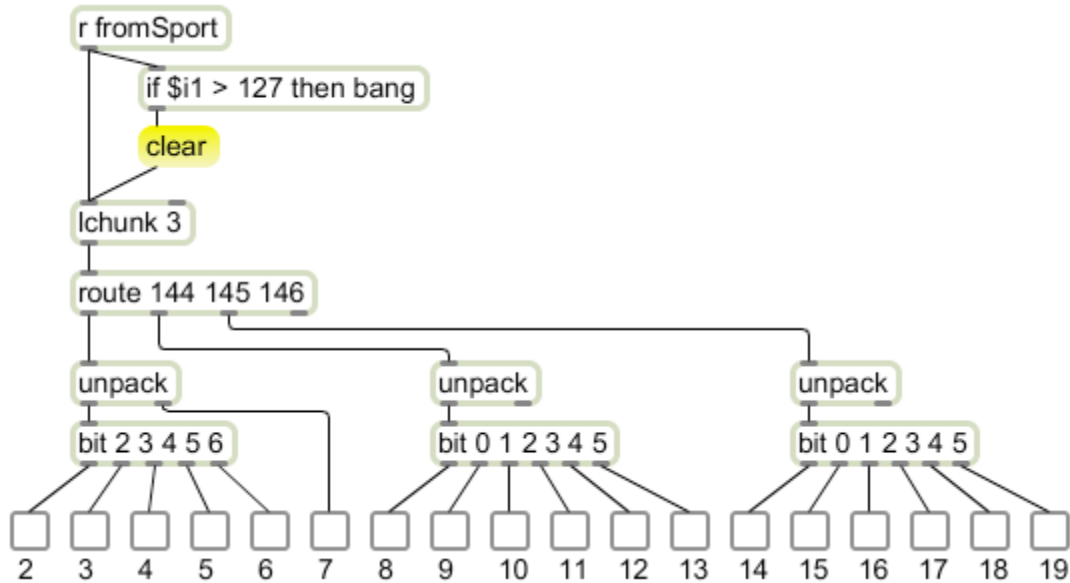 r fromSport
if $i1 > 127 then bang
clear
lchunk 3
route 144 145 146
unpack unpack unpack
bit 2 3 4 5 6 bit 0 1 2 3 4 5 bit 0 1 2 3 4 5
2 3 4 5 6 7 8 9 10 11 12 13 14 15 16 17 18 19